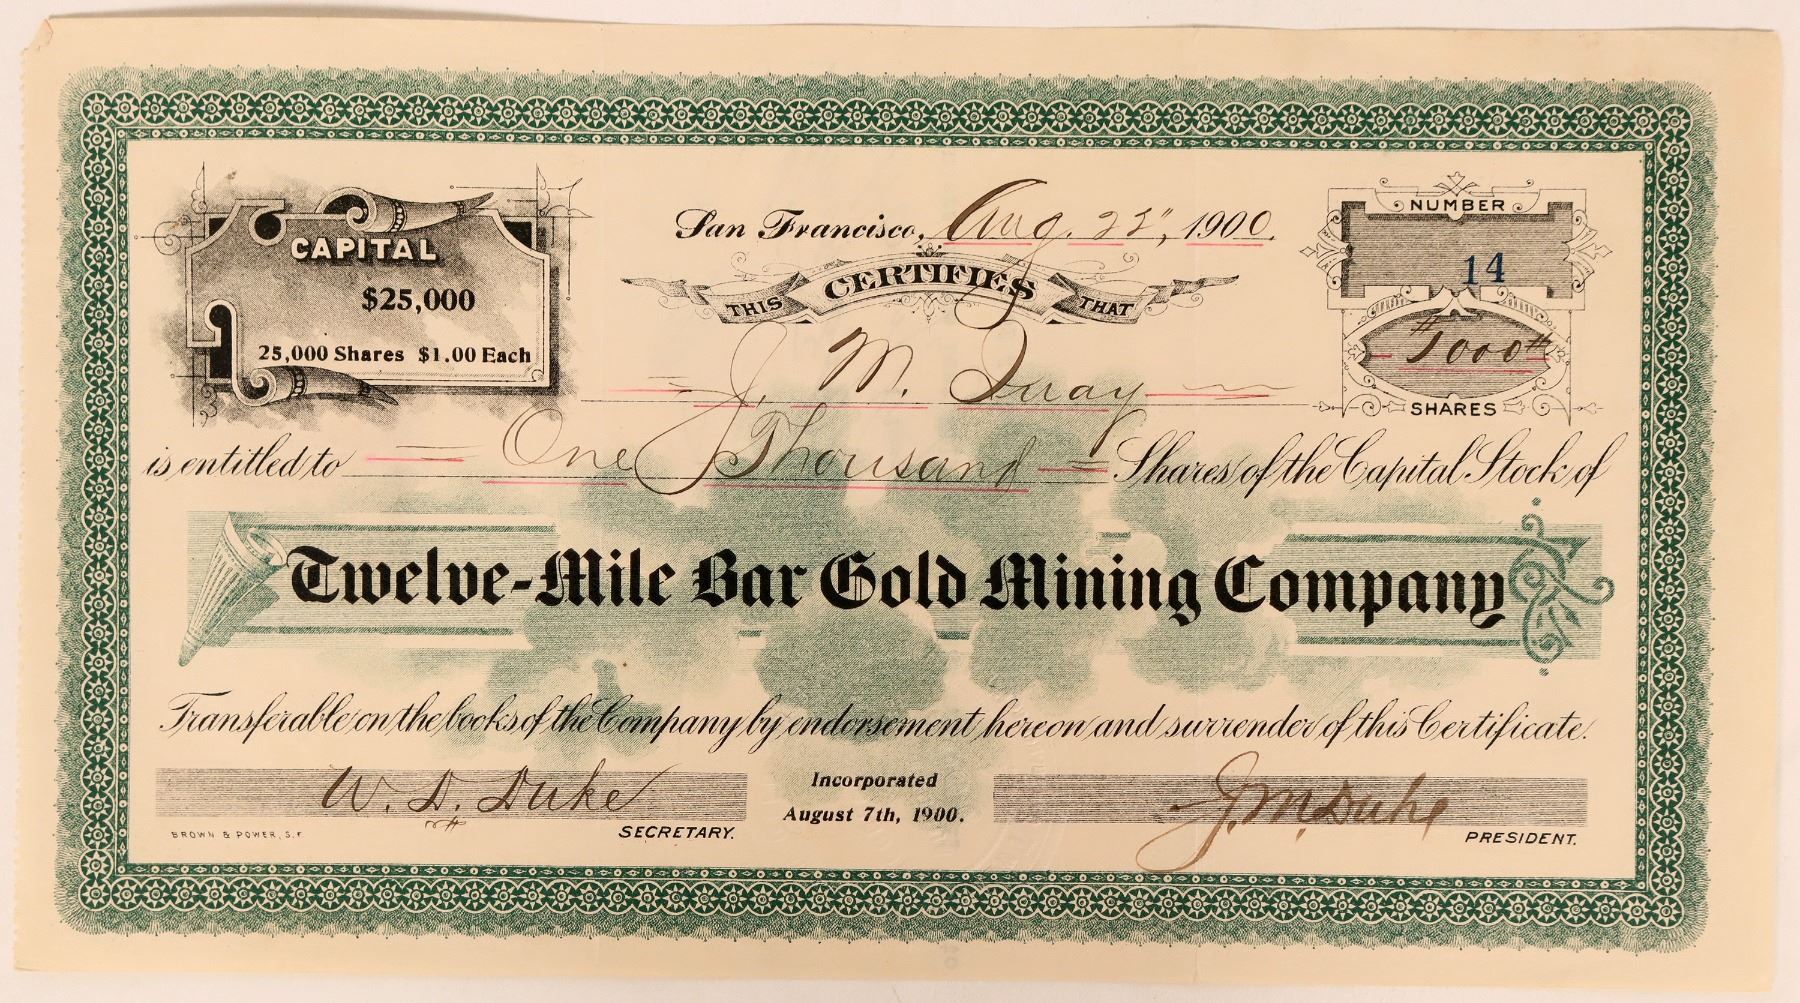 CAPITAL
$25,000
25,000 Shares $1.00 Each
San Francisco, Aug. 22", 1900.
NUMBER
14
THIS CERTIFIES THAT
#1000#
SHARES
J. M. Quay
is entitled to One Thousand Shares of the Capital Stock of
Twelve-Mile Bar Gold Mining Company
Transferable on the books of the Company by endorsement hereon and surrender of this Certificate.
W. D. Duke
Incorporated
August 7th, 1900.
J. M. Duke
SECRETARY.
PRESIDENT.
BROWN & POWER, S.F.